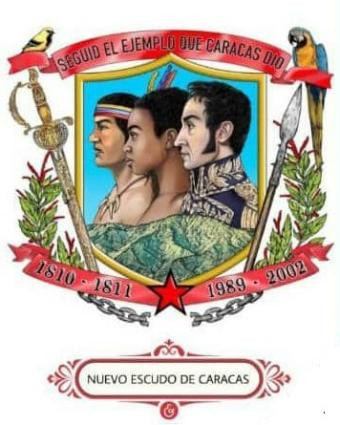 SEGUID EL EJEMPLO QUE CARACAS DIO
1810 - 1811
1989 - 2002
NUEVO ESCUDO DE CARACAS